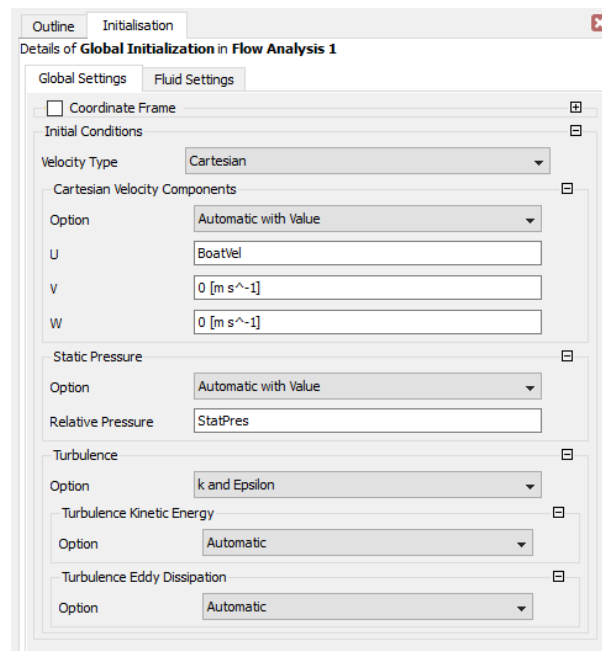 Outline Initialisation
Details of Global Initialization in Flow Analysis 1
Global Settings Fluid Settings
Coordinate Frame
Initial Conditions
Velocity Type Cartesian
Cartesian Velocity Components
Option Automatic with Value
U BoatVel
V 0 [m s^-1]
W 0 [m s^-1]
Static Pressure
Option Automatic with Value
Relative Pressure StatPres
Turbulence
Option k and Epsilon
Turbulence Kinetic Energy
Option Automatic
Turbulence Eddy Dissipation
Option Automatic